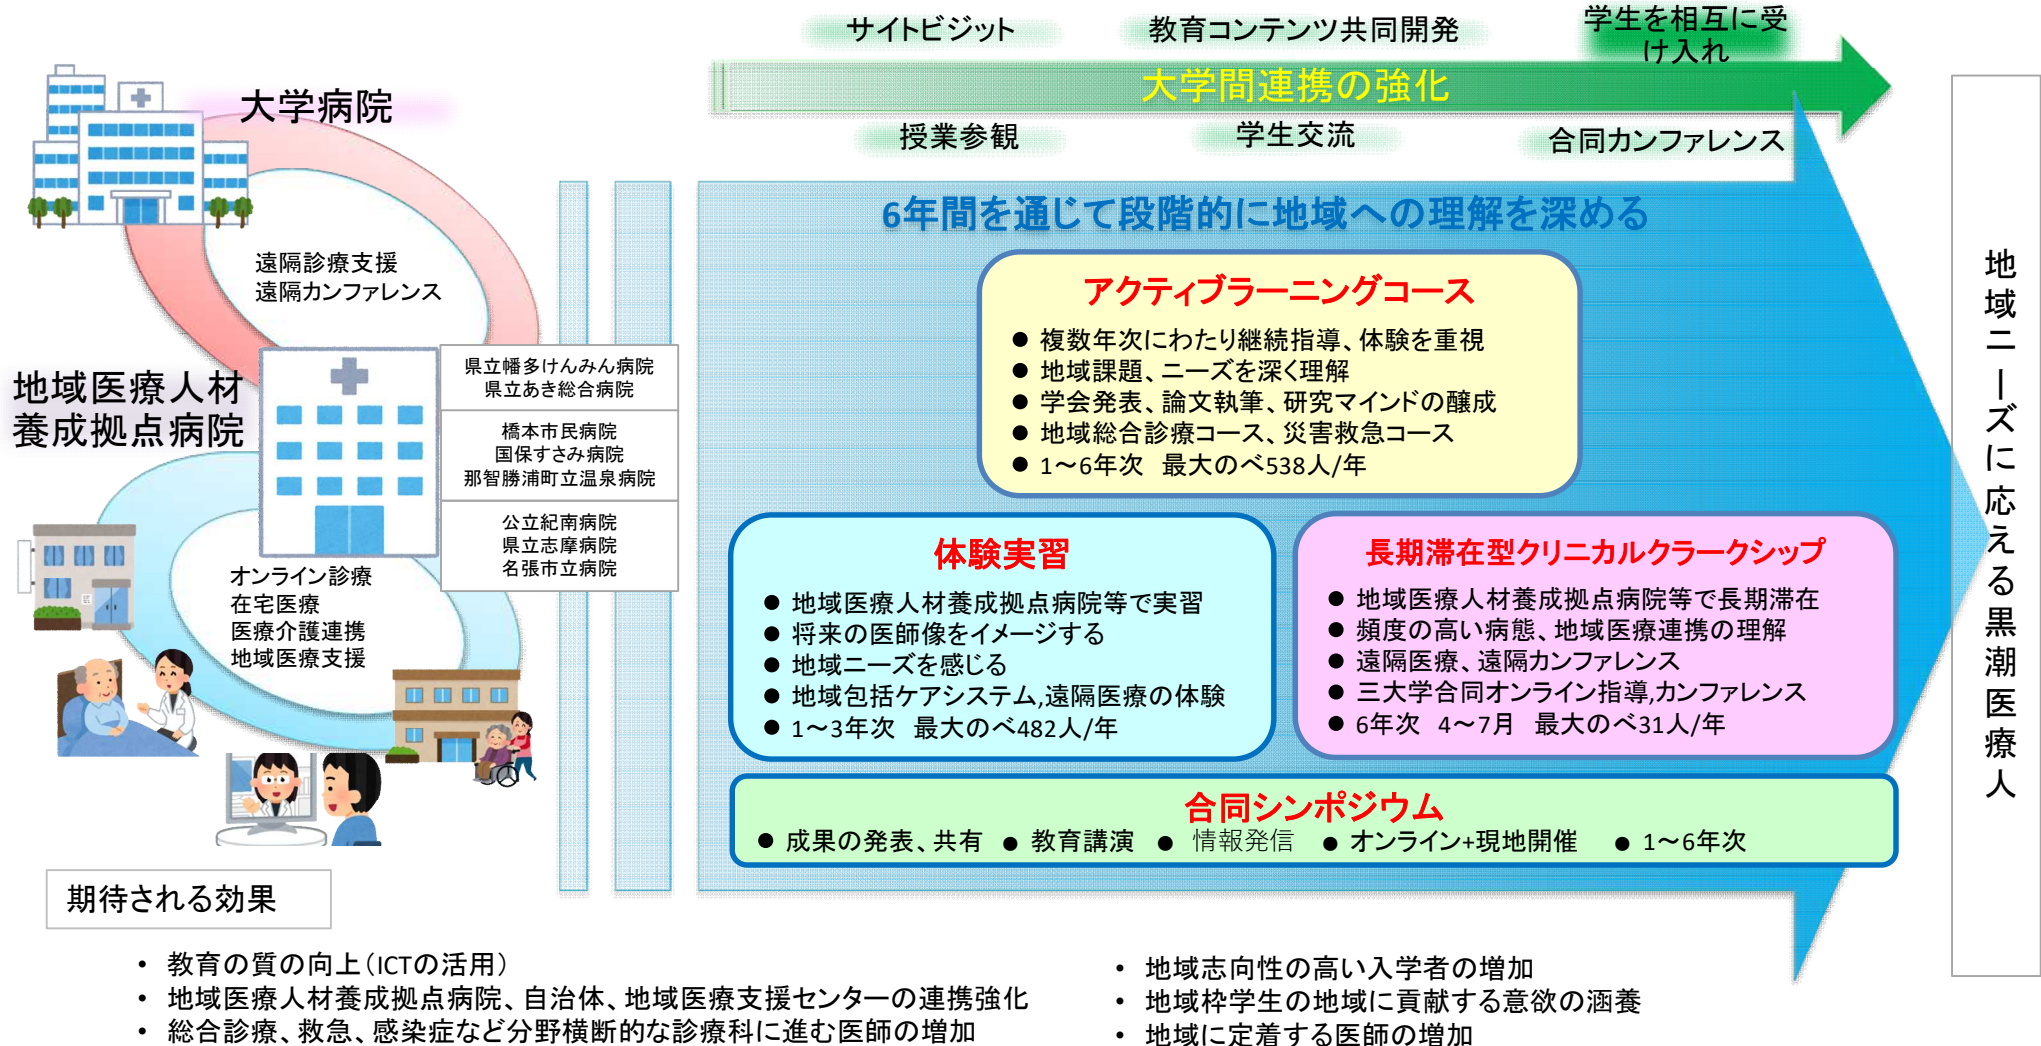 サイトビジット
教育コンテンツ共同開発
学生を相互に受
け入れ
大学間連携の強化
授業参観
学生交流
合同カンファレンス
大学病院
遠隔診療支援
遠隔カンファレンス
地域医療人材
養成拠点病院
県立幡多けんみん病院
県立あき総合病院
橋本市民病院
国保すさみ病院
那智勝浦町立温泉病院
公立紀南病院
県立志摩病院
名張市立病院
オンライン診療
在宅医療
医療介護連携
地域医療支援
6年間を通じて段階的に地域への理解を深める
アクティブラーニングコース
● 複数年次にわたり継続指導、体験を重視
● 地域課題、ニーズを深く理解
● 学会発表、論文執筆、研究マインドの醸成
● 地域総合診療コース、災害救急コース
● 1～6年次 最大のべ538人/年
体験実習
● 地域医療人材養成拠点病院等で実習
● 将来の医師像をイメージする
● 地域ニーズを感じる
● 地域包括ケアシステム,遠隔医療の体験
● 1～3年次 最大のべ482人/年
長期滞在型クリニカルクラークシップ
● 地域医療人材養成拠点病院等で長期滞在
● 頻度の高い病態、地域医療連携の理解
● 遠隔医療、遠隔カンファレンス
● 三大学合同オンライン指導,カンファレンス
● 6年次 4～7月 最大のべ31人/年
合同シンポジウム
● 成果の発表、共有 ● 教育講演 ● 情報発信 ● オンライン+現地開催 ● 1～6年次
地域ニーズに応える黒潮医療人
期待される効果
• 教育の質の向上（ICTの活用）
• 地域医療人材養成拠点病院、自治体、地域医療支援センターの連携強化
• 総合診療、救急、感染症など分野横断的な診療科に進む医師の増加
• 地域志向性の高い入学者の増加
• 地域枠学生の地域に貢献する意欲の涵養
• 地域に定着する医師の増加